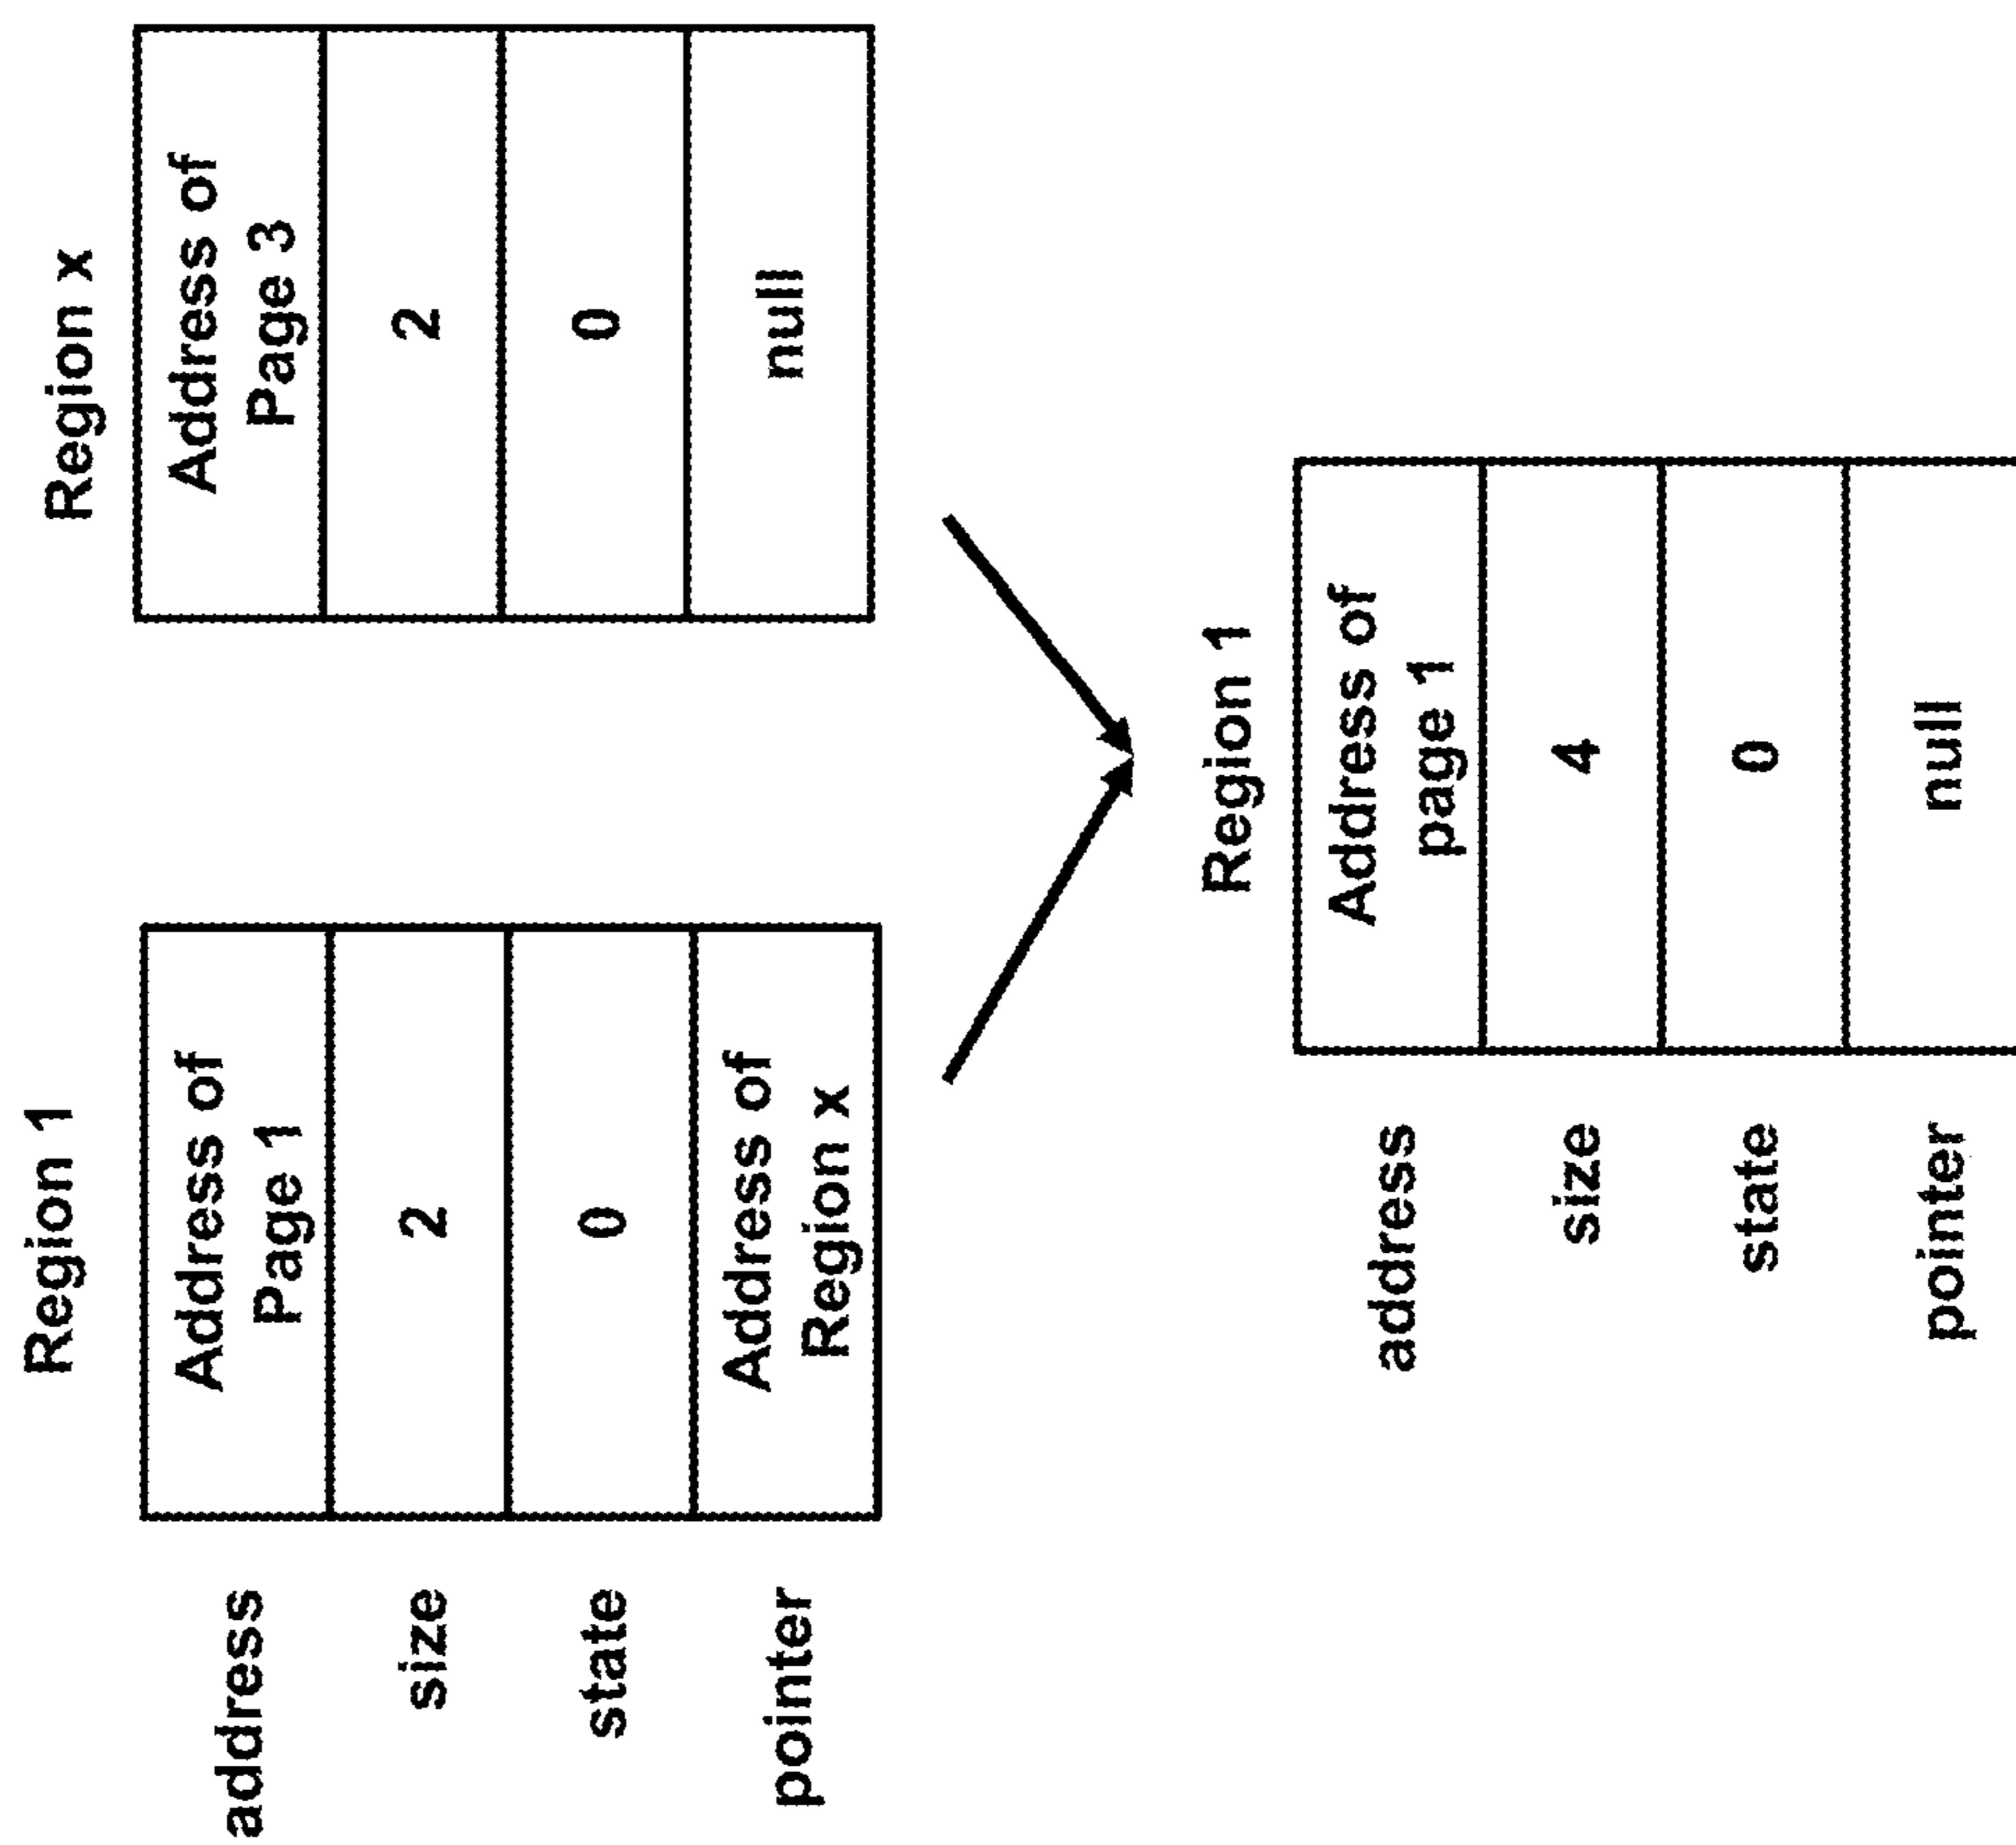 Region 1
Region x
address
Address of
Page 1
Address of
Page 3
size
2
2
state
0
0
pointer
Address of
Region x
null
Region 1
address
Address of
page 1
size
4
state
0
pointer
null